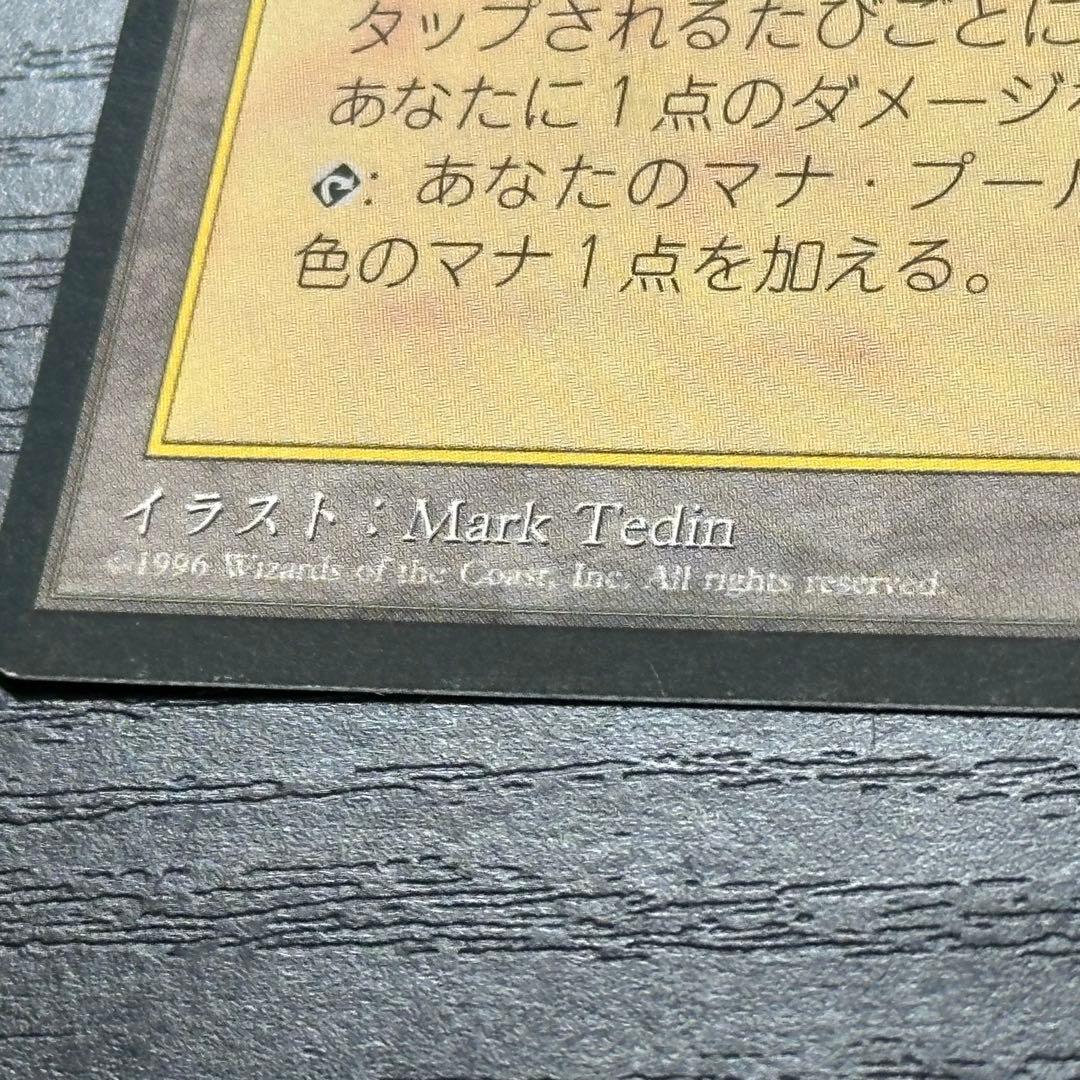 タップされるたびごとに
あなたに1点のダメージ
: あなたのマナ・プール
色のマナ1点を加える。
イラスト：Mark Tedin
©1996 Wizards of the Coast, Inc. All rights reserved.